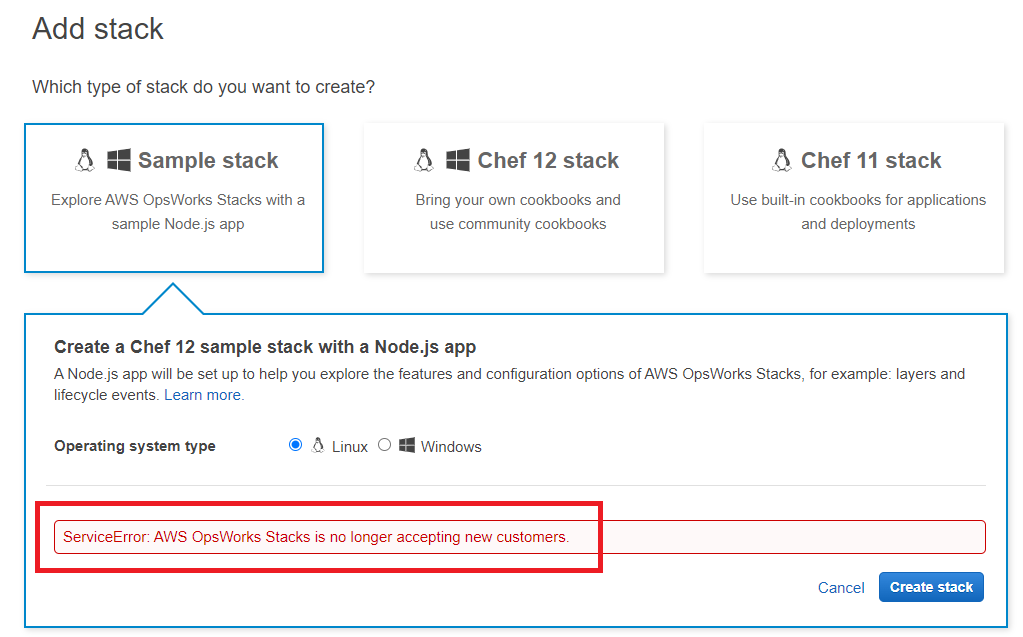 Add stack
Which type of stack do you want to create?
Sample stack
Explore AWS OpsWorks Stacks with a
sample Node.js app
Chef 12 stack
Bring your own cookbooks and
use community cookbooks
Chef 11 stack
Use built-in cookbooks for applications
and deployments
Create a Chef 12 sample stack with a Node.js app
A Node.js app will be set up to help you explore the features and configuration options of AWS OpsWorks Stacks, for example: layers and
lifecycle events. Learn more.
Operating system type Linux Windows
ServiceError: AWS OpsWorks Stacks is no longer accepting new customers.
Cancel Create stack